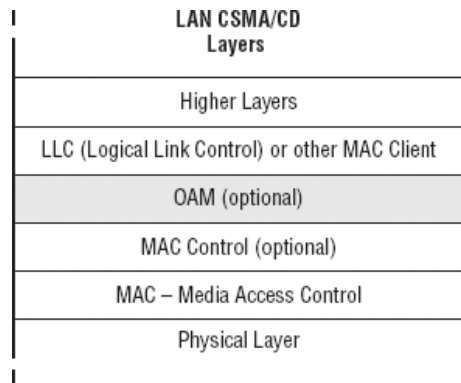 LAN CSMA/CD
Layers
Higher Layers
LLC (Logical Link Control) or other MAC Client
OAM (optional)
MAC Control (optional)
MAC – Media Access Control
Physical Layer